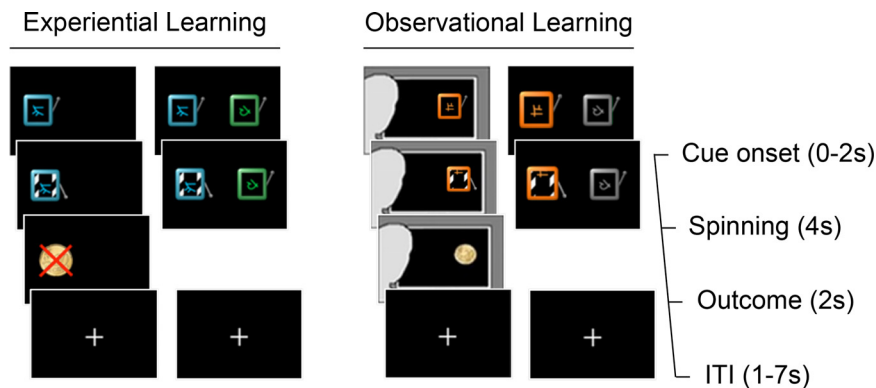 Experiential Learning
Observational Learning
Cue onset (0-2s)
Spinning (4s)
Outcome (2s)
ITI (1-7s)